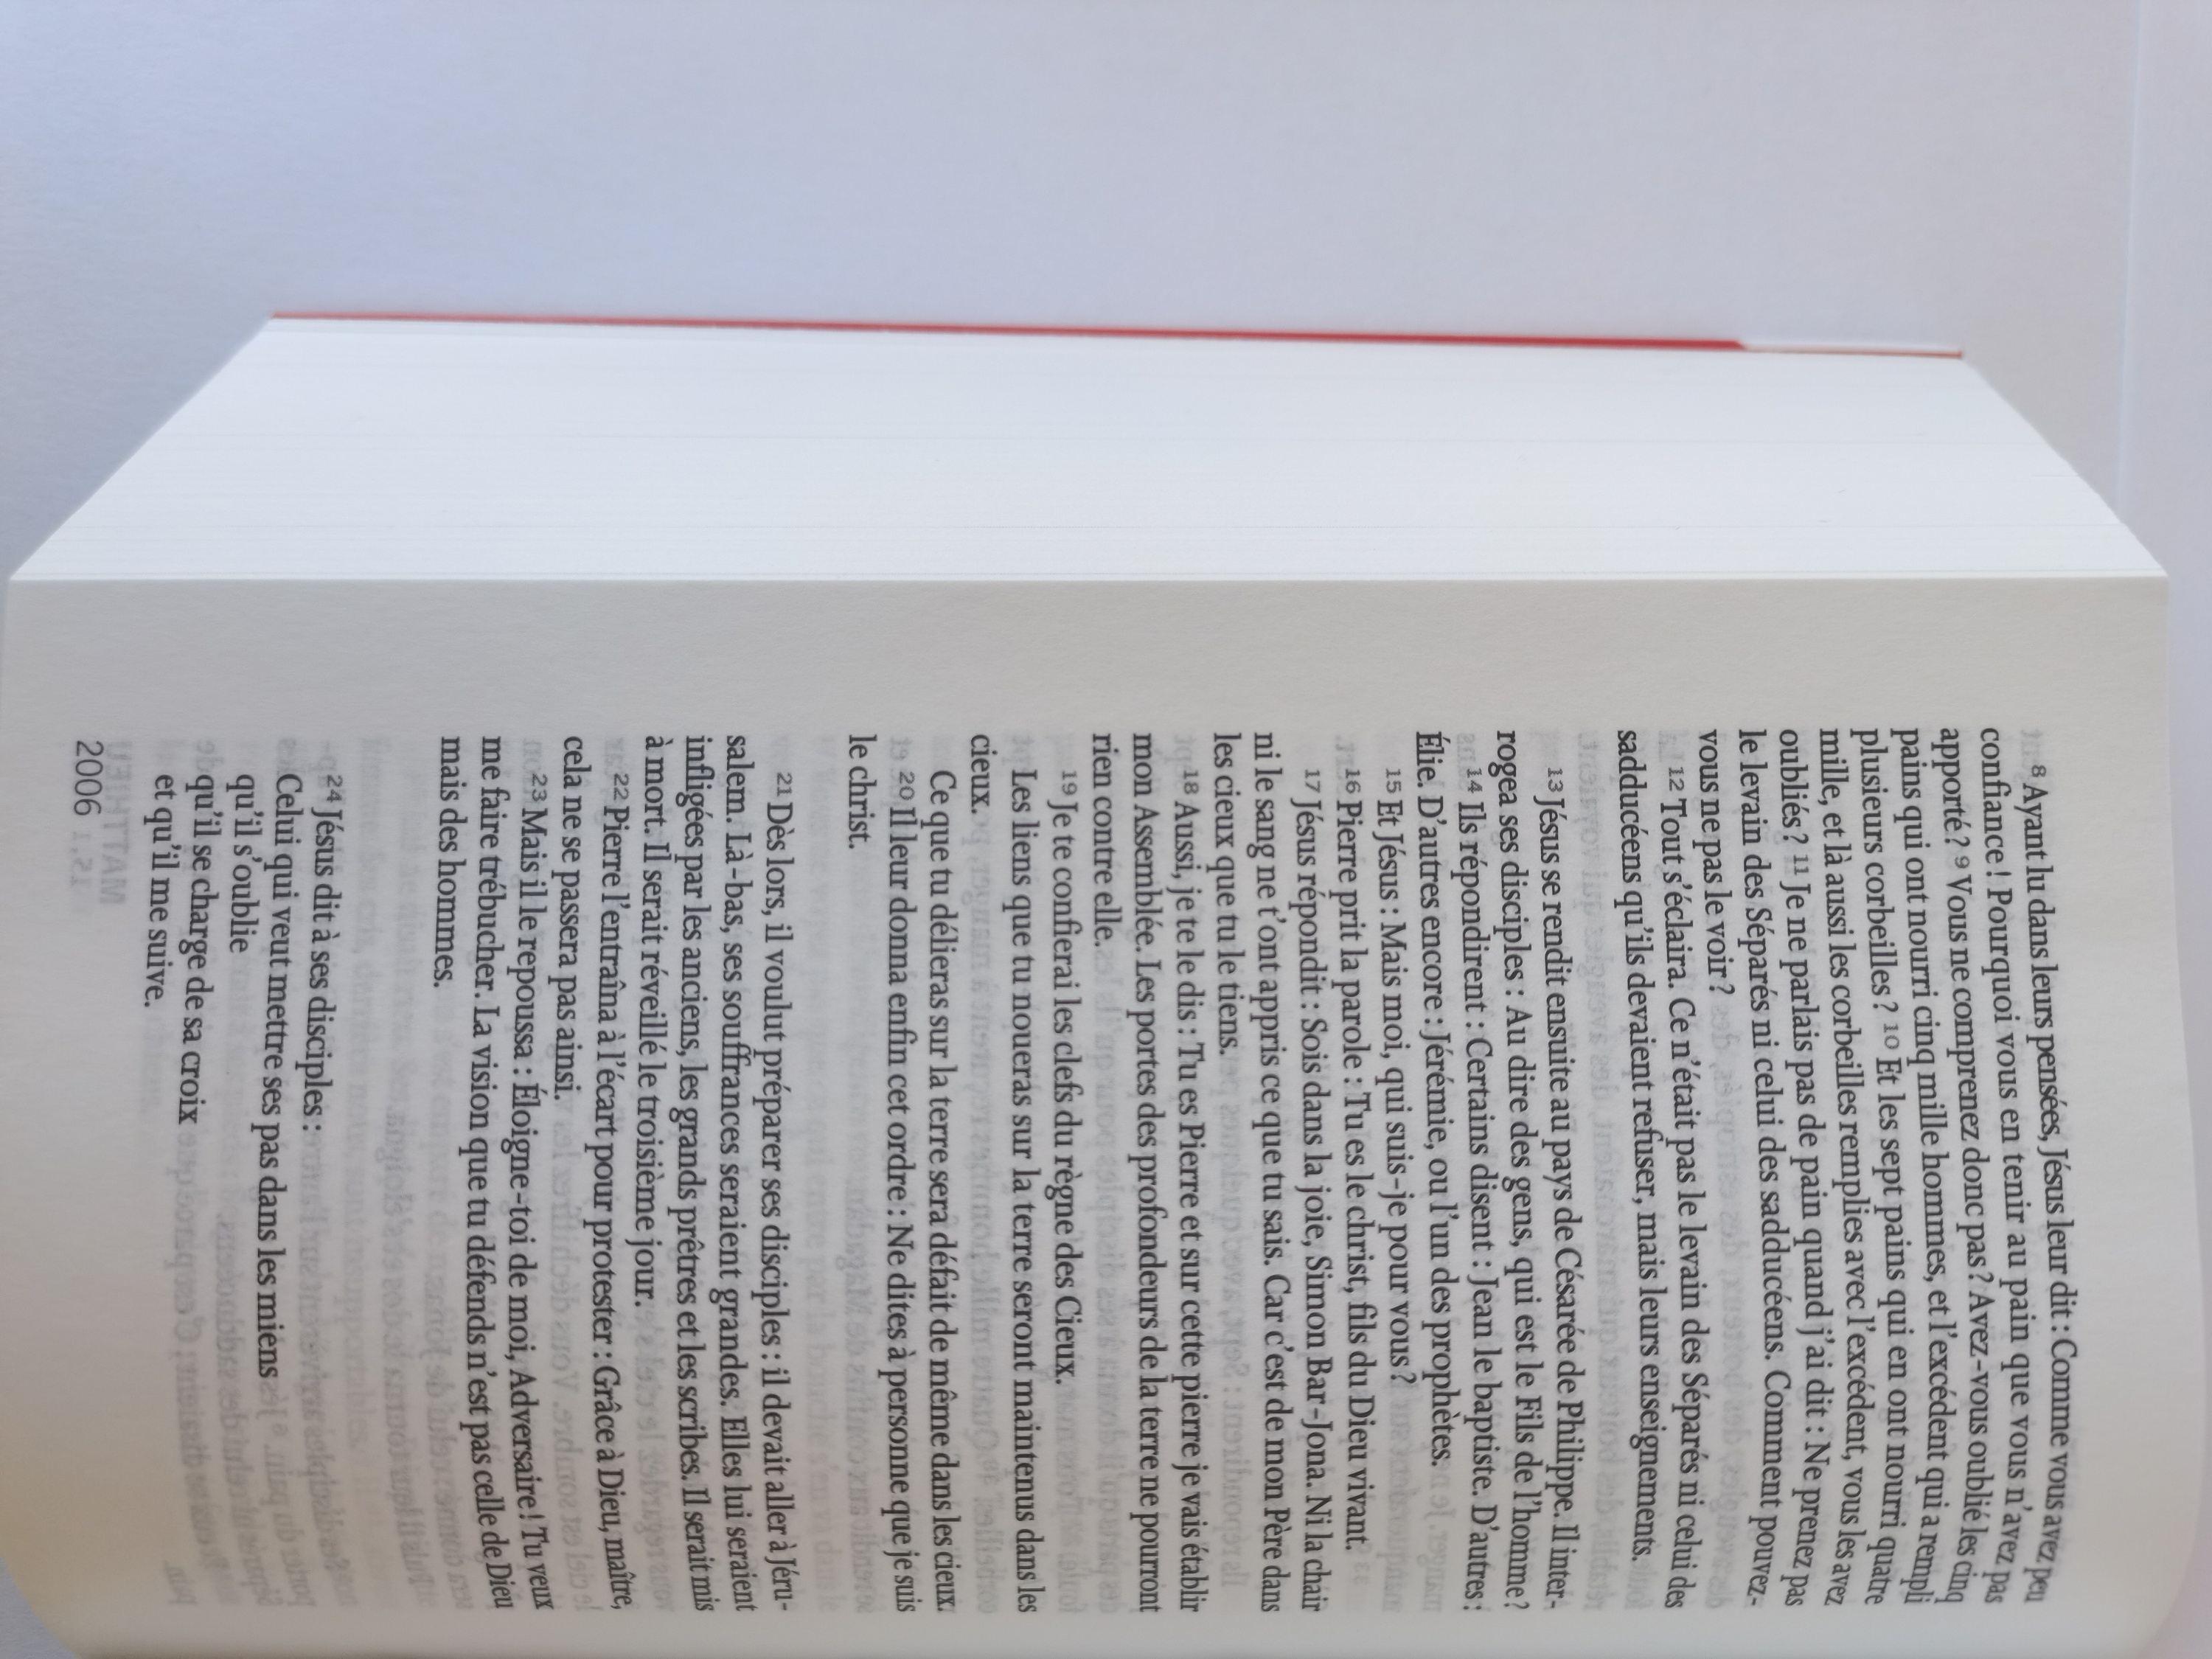 8 Ayant lu dans leurs pensées, Jésus leur dit : Comme vous avez peu
confiance ! Pourquoi vous en tenir au pain que vous n'avez pas
apporté ? 9 Vous ne comprenez donc pas ? Avez-vous oublié les cinq
pains qui ont nourri cinq mille hommes, et l'excédent qui a rempli
plusieurs corbeilles ? 10 Et les sept pains qui en ont nourri quatre
mille, et là aussi les corbeilles remplies avec l'excédent, vous les avez
oubliés ? 11 Je ne parlais pas de pain quand j'ai dit : Ne prenez pas
le levain des Séparés ni celui des sadducéens. Comment pouvez-
vous ne pas le voir ?
12 Tout s'éclaira. Ce n'était pas le levain des Séparés ni celui des
sadducéens qu'ils devaient refuser, mais leurs enseignements.
13 Jésus se rendit ensuite au pays de Césarée de Philippe. Il inter-
rogea ses disciples : Au dire des gens, qui est le Fils de l'homme ?
14 Ils répondirent : Certains disent : Jean le baptiste. D'autres :
Élie. D'autres encore : Jérémie, ou l'un des prophètes.
15 Et Jésus : Mais moi, qui suis-je pour vous ?
16 Pierre prit la parole : Tu es le christ, fils du Dieu vivant.
17 Jésus répondit : Sois dans la joie, Simon Bar-Jona. Ni la chair
ni le sang ne t'ont appris ce que tu sais. Car c'est de mon Père dans
les cieux que tu le tiens.
18 Aussi, je te le dis : Tu es Pierre et sur cette pierre je vais établir
mon Assemblée. Les portes des profondeurs de la terre ne pourront
rien contre elle.
19 Je te confierai les clefs du règne des Cieux.
Les liens que tu noueras sur la terre seront maintenus dans les
cieux.
Ce que tu délieras sur la terre sera défait de même dans les cieux.
20 Il leur donna enfin cet ordre : Ne dites à personne que je suis
le christ.
21 Dès lors, il voulut préparer ses disciples : il devait aller à Jéru-
salem. Là-bas, ses souffrances seraient grandes. Elles lui seraient
infligées par les anciens, les grands prêtres et les scribes. Il serait mis
à mort. Il serait réveillé le troisième jour.
22 Pierre l'entraîna à l'écart pour protester : Grâce à Dieu, maître,
cela ne se passera pas ainsi.
23 Mais il le repoussa : Éloigne-toi de moi, Adversaire ! Tu veux
me faire trébucher. La vision que tu défends n'est pas celle de Dieu
mais des hommes.
24 Jésus dit à ses disciples :
Celui qui veut mettre ses pas dans les miens
qu'il s'oublie
qu'il se charge de sa croix
et qu'il me suive.
2006